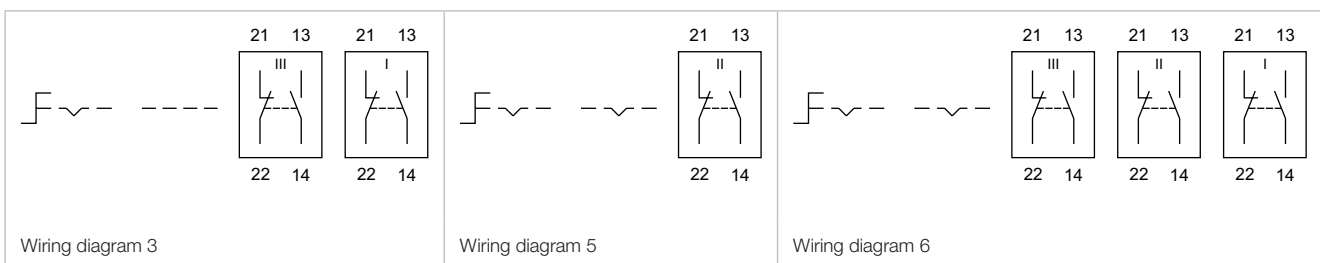 21 13 21 13 21 13 21 13 21 13 21 13
III I II III II I
22 14 22 14 22 14 22 14 22 14 22 14
Wiring diagram 3 Wiring diagram 5 Wiring diagram 6